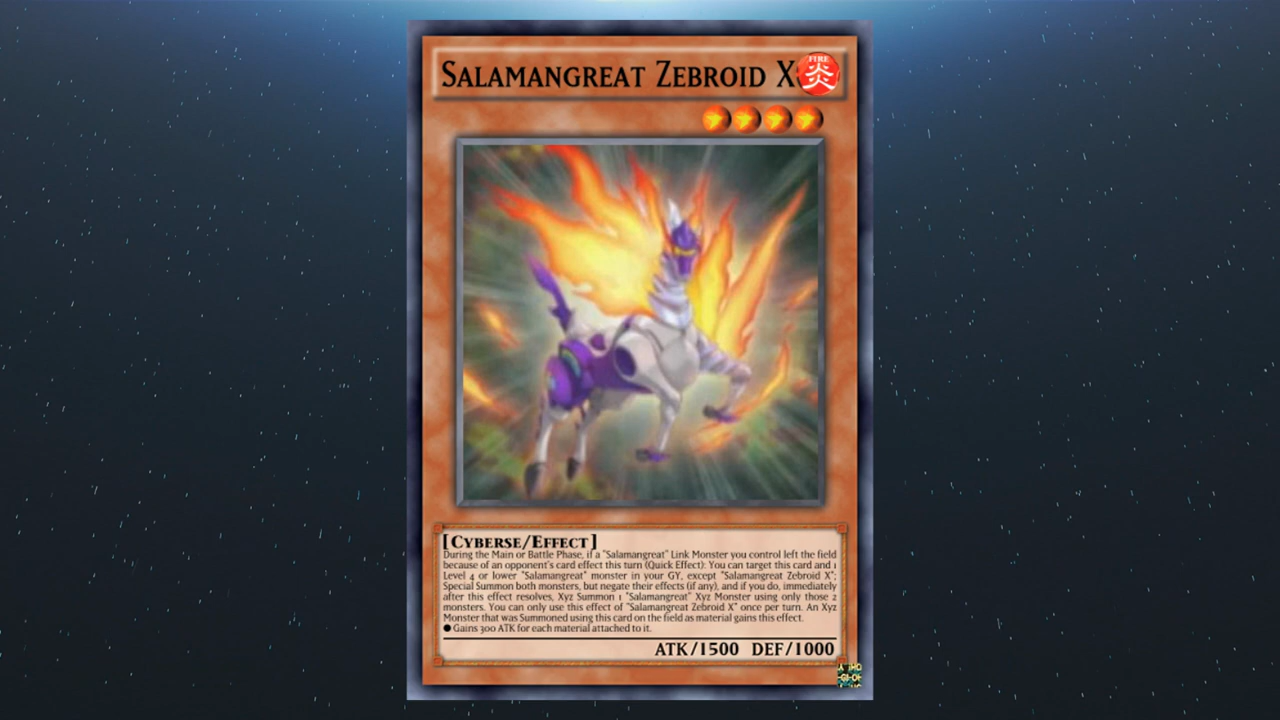 SALAMANGREAT ZEBROID X
FIRE
炎
[CYBERSE/EFFECT]
During the Main or Battle Phase, if a "Salamangreat" Link Monster you control left the field
because of an opponent's card effect this turn (Quick Effect): You can target this card and 1
Level 4 or lower "Salamangreat" monster in your GY, except "Salamangreat Zebroid X";
Special Summon both monsters, but negate their effects (if any), and if you do, immediately
after this effect resolves, Xyz Summon 1 "Salamangreat" Xyz Monster using only those 2
monsters. You can only use this effect of "Salamangreat Zebroid X" once per turn. An Xyz
Monster that was Summoned using this card on the field as material gains this effect.
● Gains 300 ATK for each material attached to it.
ATK/1500 DEF/1000